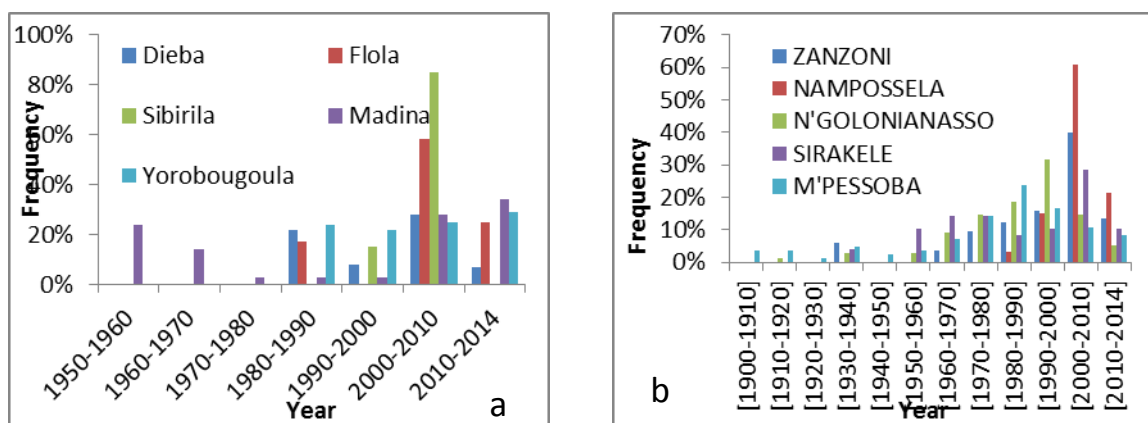 100%
80%
60%
40%
20%
0%
Frequency
Dieba
Flola
Sibirila
Madina
Yorobougoula
1950-1960
1960-1970
1970-1980
1980-1990
1990-2000
2000-2010
2010-2014
Year
a
70%
60%
50%
40%
30%
20%
10%
0%
Frequency
ZANZONI
NAMPOSSELA
N'GOLONIANASSO
SIRAKELE
M'PESSOBA
[1900-1910]
[1910-1920]
[1920-1930]
[1930-1940]
[1940-1950]
[1950-1960]
[1960-1970]
[1970-1980]
[1980-1990]
[1990-2000]
[2000-2010]
[2010-2014]
Year
b